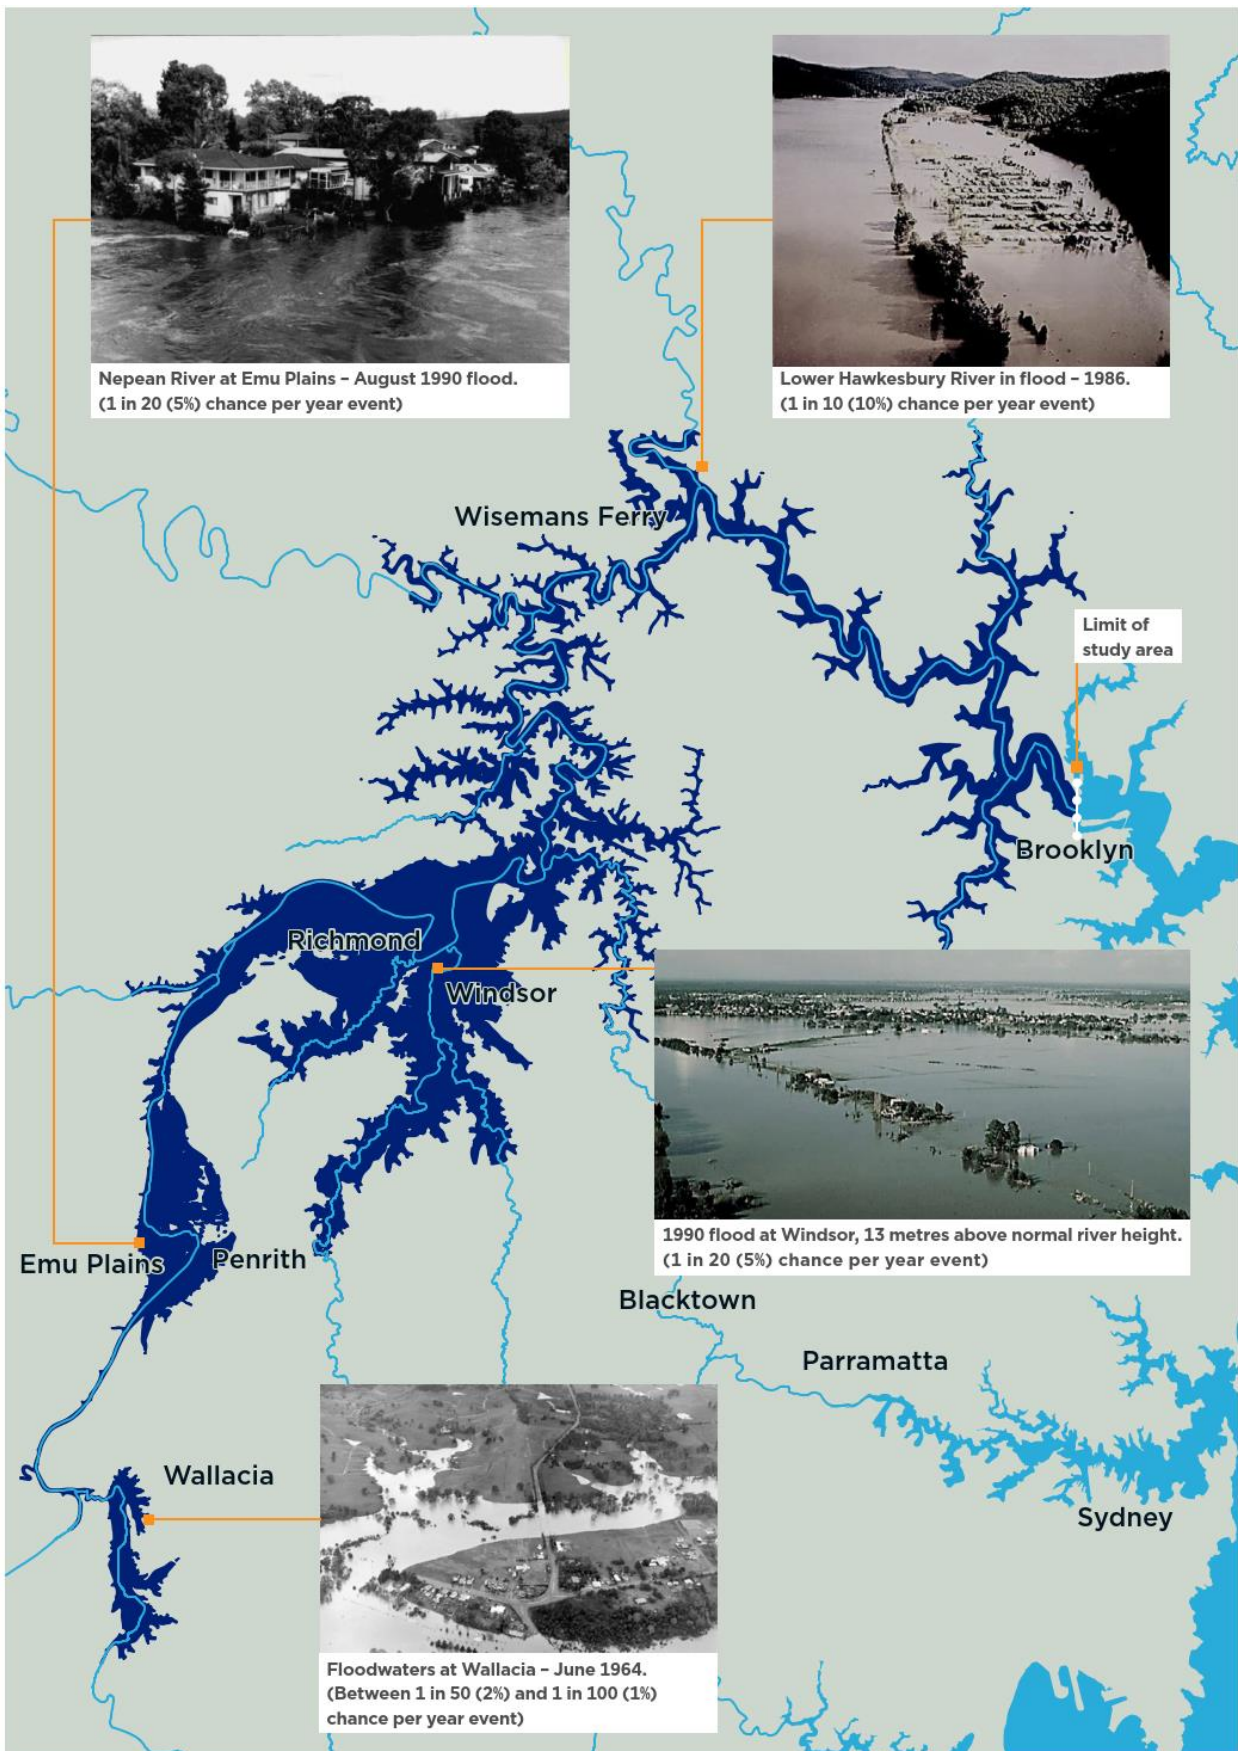 Nepean River at Emu Plains – August 1990 flood.
(1 in 20 (5%) chance per year event)
Lower Hawkesbury River in flood – 1986.
(1 in 10 (10%) chance per year event)
Wisemans Ferry
Limit of
study area
Brooklyn
Richmond
Windsor
1990 flood at Windsor, 13 metres above normal river height.
(1 in 20 (5%) chance per year event)
Emu Plains
Penrith
Blacktown
Parramatta
Wallacia
Sydney
Floodwaters at Wallacia – June 1964.
(Between 1 in 50 (2%) and 1 in 100 (1%)
chance per year event)